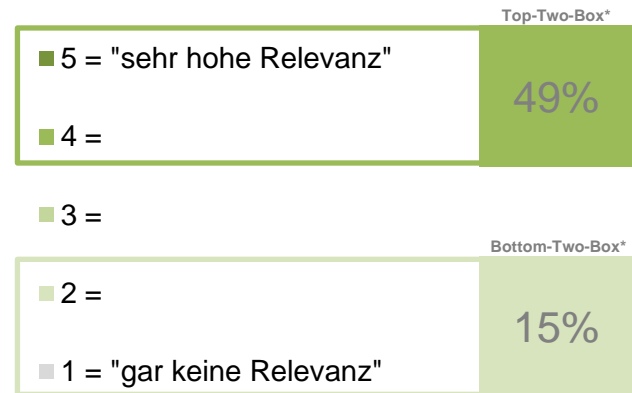 Top-Two-Box*
5 = "sehr hohe Relevanz"
49%
4 =
3 =
Bottom-Two-Box*
2 =
15%
1 = "gar keine Relevanz"